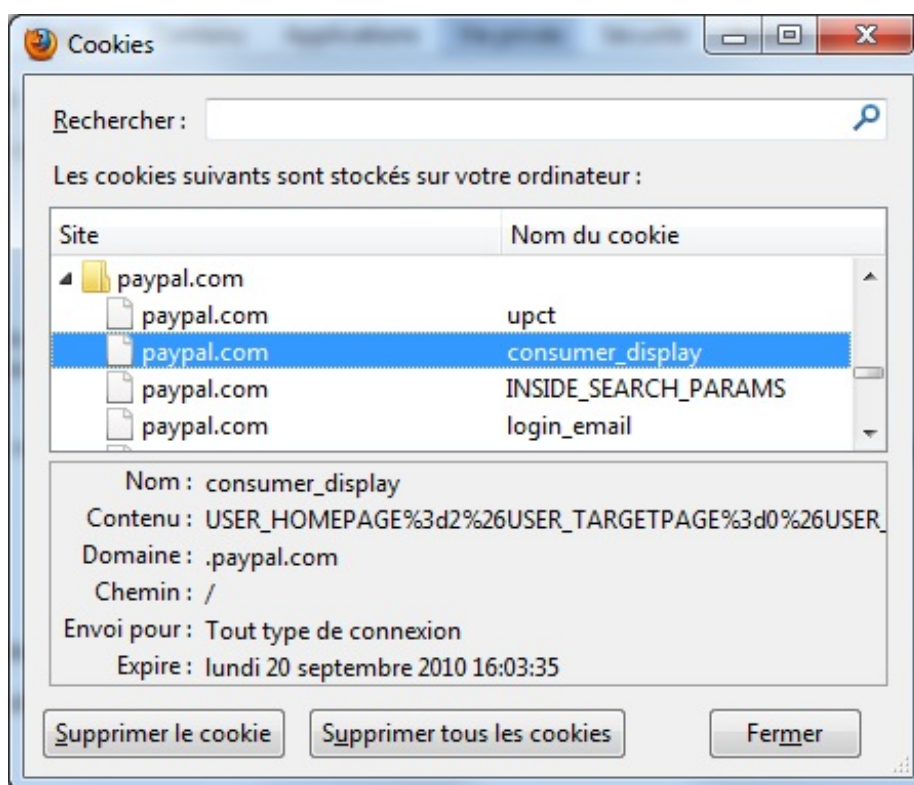 Cookies
Rechercher :
Les cookies suivants sont stockés sur votre ordinateur :
Site Nom du cookie
paypal.com
paypal.com upct
paypal.com consumer_display
paypal.com INSIDE_SEARCH_PARAMS
paypal.com login_email
Nom : consumer_display
Contenu : USER_HOMEPAGE%3d2%26USER_TARGETPAGE%3d0%26USER_
Domaine : .paypal.com
Chemin : /
Envoi pour : Tout type de connexion
Expire : lundi 20 septembre 2010 16:03:35
Supprimer le cookie Supprimer tous les cookies Fermer